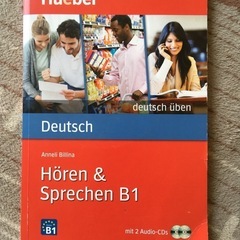 Hueber
deutsch üben
Deutsch
Anneli Billina
Hören &
Sprechen B1
B1
mit 2 Audio-CDs